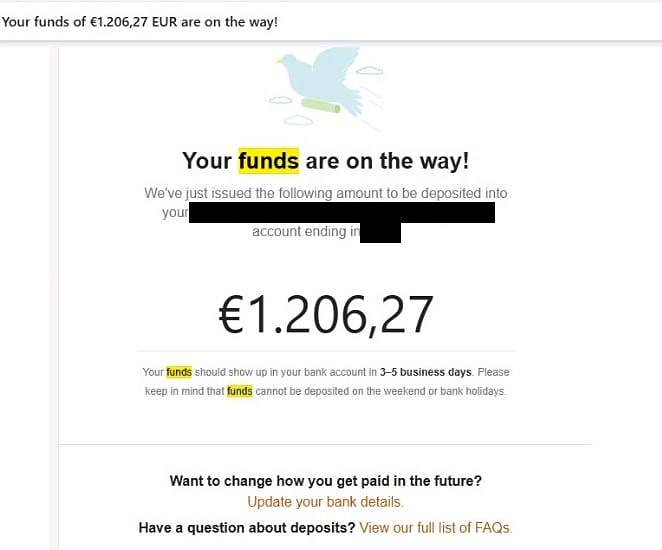 Your funds of €1.206,27 EUR are on the way!
Your funds are on the way!
We've just issued the following amount to be deposited into
your
account ending in
€1.206,27
Your funds should show up in your bank account in 3–5 business days. Please
keep in mind that funds cannot be deposited on the weekend or bank holidays.
Want to change how you get paid in the future?
Update your bank details.
Have a question about deposits? View our full list of FAQs.